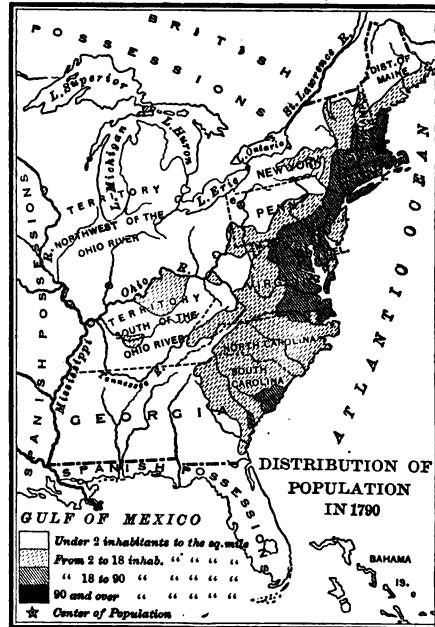 BRITISH
POSSESSIONS
L. Superior
St. Lawrence R.
DIST. OF
MAINE
L. Michigan
L. Huron
L. Ontario
NEW YORK
L. Erie
PENN
TERRITORY
NORTHWEST OF THE
OHIO RIVER
SPANISH POSSESSIONS
Ohio R.
VIRGINIA
TERRITORY
SOUTH OF THE
OHIO RIVER
NORTH CAROLINA
Tennessee R.
SOUTH
CAROLINA
Mississippi R.
GEORGIA
ATLANTIC OCEAN
SPANISH POSSESSIONS
DISTRIBUTION OF
POPULATION
IN 1790
GULF OF MEXICO
Under 2 inhabitants to the sq. mile
From 2 to 18 inhab. " " " "
" 18 to 90 " " " " "
90 and over " " " " "
Center of Population
BAHAMA
IS.